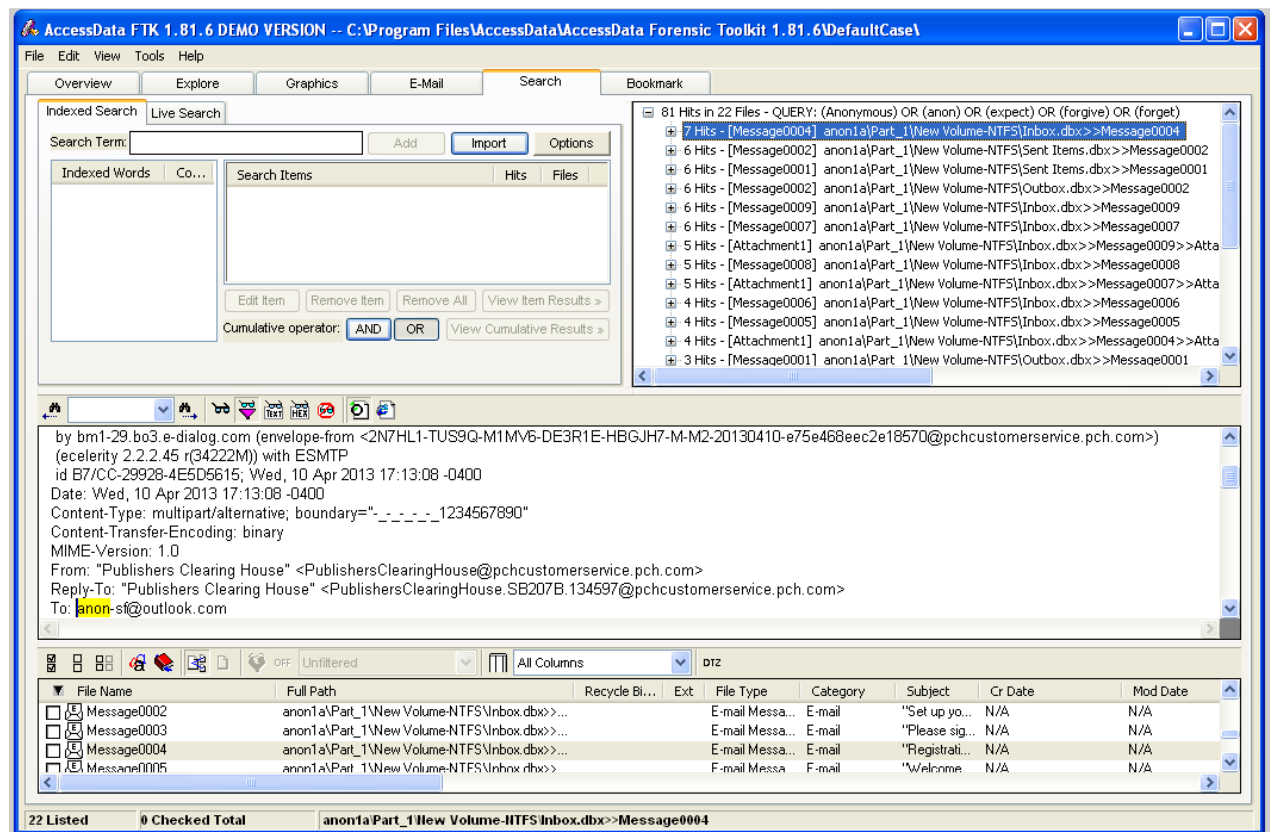 AccessData FTK 1.81.6 DEMO VERSION -- C:\Program Files\AccessData\AccessData Forensic Toolkit 1.81.6\DefaultCase\
File Edit View Tools Help
Overview Explore Graphics E-Mail Search Bookmark
Indexed Search Live Search
Search Term: Add Import Options
Indexed Words Co... Search Items Hits Files
Edit Item Remove Item Remove All View Item Results »
Cumulative operator: AND OR View Cumulative Results »
81 Hits in 22 Files - QUERY: (Anonymous) OR (anon) OR (expect) OR (forgive) OR (forget)
7 Hits - [Message0004] anon1a\Part_1\New Volume-NTFS\Inbox.dbx>>Message0004
6 Hits - [Message0002] anon1a\Part_1\New Volume-NTFS\Sent Items.dbx>>Message0002
6 Hits - [Message0001] anon1a\Part_1\New Volume-NTFS\Sent Items.dbx>>Message0001
6 Hits - [Message0002] anon1a\Part_1\New Volume-NTFS\Outbox.dbx>>Message0002
6 Hits - [Message0009] anon1a\Part_1\New Volume-NTFS\Inbox.dbx>>Message0009
6 Hits - [Message0007] anon1a\Part_1\New Volume-NTFS\Inbox.dbx>>Message0007
5 Hits - [Attachment1] anon1a\Part_1\New Volume-NTFS\Inbox.dbx>>Message0009>>Atta
5 Hits - [Message0008] anon1a\Part_1\New Volume-NTFS\Inbox.dbx>>Message0008
5 Hits - [Attachment1] anon1a\Part_1\New Volume-NTFS\Inbox.dbx>>Message0007>>Atta
4 Hits - [Message0006] anon1a\Part_1\New Volume-NTFS\Inbox.dbx>>Message0006
4 Hits - [Message0005] anon1a\Part_1\New Volume-NTFS\Inbox.dbx>>Message0005
4 Hits - [Attachment1] anon1a\Part_1\New Volume-NTFS\Inbox.dbx>>Message0004>>Atta
3 Hits - [Message0001] anon1a\Part_1\New Volume-NTFS\Outbox.dbx>>Message0001
TEXT HEX
by bm1-29.bo3.e-dialog.com (envelope-from <2N7HL1-TUS9Q-M1MV6-DE3R1E-HBGJH7-M-M2-20130410-e75e468eec2e18570@pchcustomerservice.pch.com>)
(ecelerity 2.2.2.45 r(34222M)) with ESMTP
id B7/CC-29928-4E5D5615; Wed, 10 Apr 2013 17:13:08 -0400
Date: Wed, 10 Apr 2013 17:13:08 -0400
Content-Type: multipart/alternative; boundary="-_-_-_-_-_1234567890"
Content-Transfer-Encoding: binary
MIME-Version: 1.0
From: "Publishers Clearing House" <PublishersClearingHouse@pchcustomerservice.pch.com>
Reply-To: "Publishers Clearing House" <PublishersClearingHouse.SB207B.134597@pchcustomerservice.pch.com>
To: anon-sf@outlook.com
OFF Unfiltered All Columns DTZ
File Name Full Path Recycle Bi... Ext File Type Category Subject Cr Date Mod Date
Message0002 anon1a\Part_1\New Volume-NTFS\Inbox.dbx>>... E-mail Messa... E-mail "Set up yo... N/A N/A
Message0003 anon1a\Part_1\New Volume-NTFS\Inbox.dbx>>... E-mail Messa... E-mail "Please sig... N/A N/A
Message0004 anon1a\Part_1\New Volume-NTFS\Inbox.dbx>>... E-mail Messa... E-mail "Registrati... N/A N/A
Message0005 anon1a\Part_1\New Volume-NTFS\Inbox.dbx>> E-mail Messa E-mail "Welcome N/A N/A
22 Listed 0 Checked Total anon1a\Part_1\New Volume-NTFS\Inbox.dbx>>Message0004